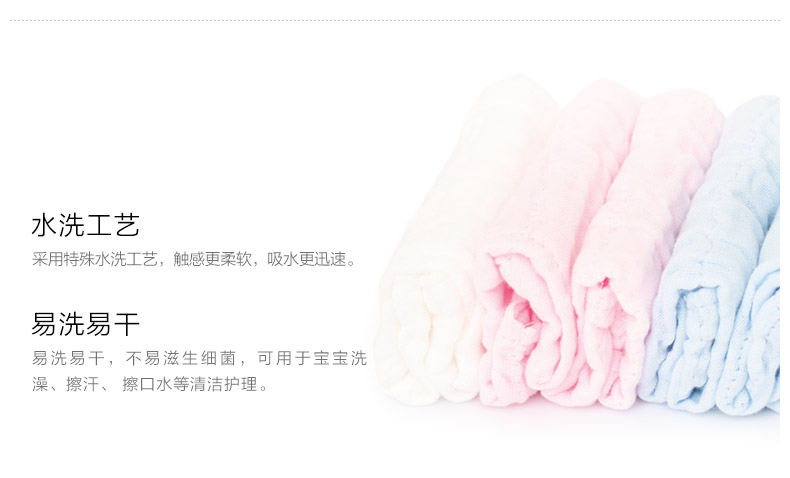 水洗工艺
采用特殊水洗工艺，触感更柔软，吸水更迅速。
易洗易干
易洗易干，不易滋生细菌，可用于宝宝洗
澡、擦汗、擦口水等清洁护理。